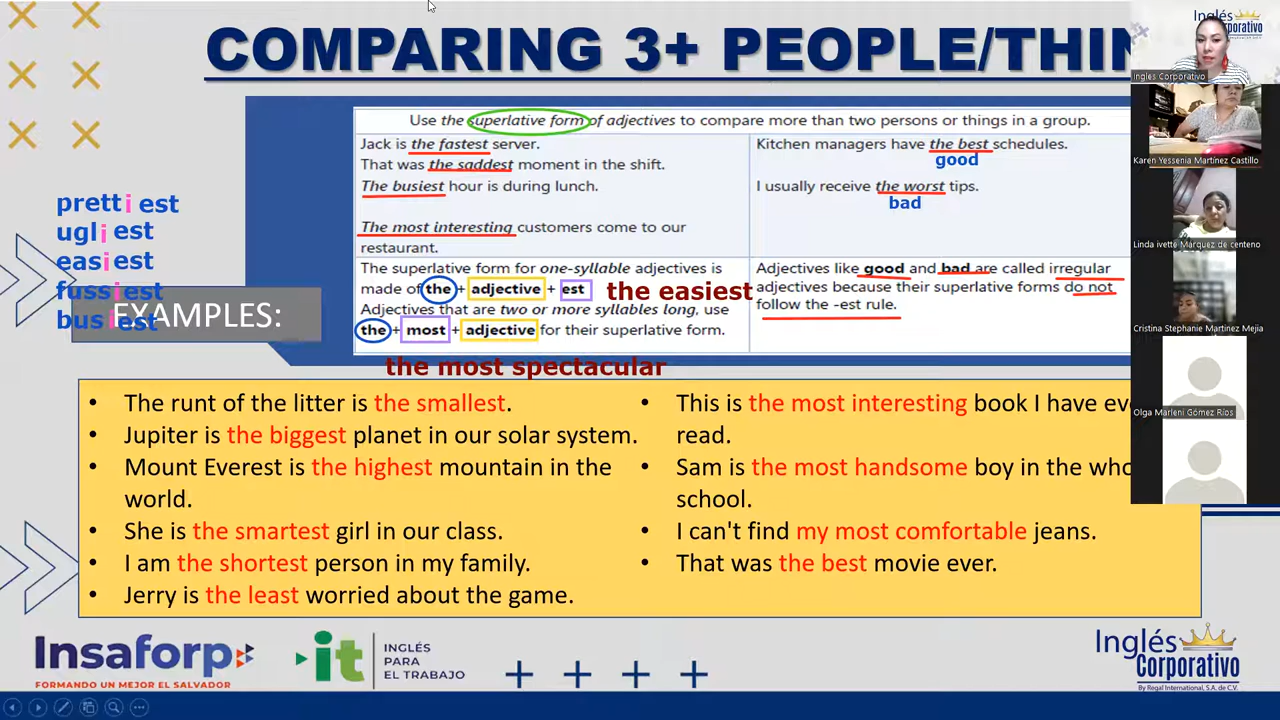 COMPARING 3+ PEOPLE/THIN
Use the superlative form of adjectives to compare more than two persons or things in a group.
Jack is the fastest server.
That was the saddest moment in the shift.
The busiest hour is during lunch.
The most interesting customers come to our
restaurant.
Kitchen managers have the best schedules.
good
I usually receive the worst tips.
bad
The superlative form for one-syllable adjectives is
made of the + adjective + est the easiest
Adjectives that are two or more syllables long, use
the + most + adjective for their superlative form.
Adjectives like good and bad are called irregular
adjectives because their superlative forms do not
follow the -est rule.
the most spectacular
prettiest
ugliest
easiest
fussiest
busiest
EXAMPLES:
• The runt of the litter is the smallest.
• Jupiter is the biggest planet in our solar system.
• Mount Everest is the highest mountain in the
world.
• She is the smartest girl in our class.
• I am the shortest person in my family.
• Jerry is the least worried about the game.
• This is the most interesting book I have ev
read.
• Sam is the most handsome boy in the who
school.
• I can't find my most comfortable jeans.
• That was the best movie ever.
Inglés
Corporativo
Ingles Corporativo
Karen Yessenia Martínez Castillo
Linda ivette Márquez de centeno
Cristina Stephanie Martinez Mejia
Olga Marleni Gómez Ríos
Insaforp
FORMANDO UN MEJOR EL SALVADOR
it
INGLÉS
PARA
EL TRABAJO
Inglés
Corporativo
By Regal International, S.A. de C.V.